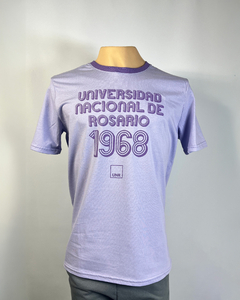 UNIVERSIDAD
NACIONAL DE
ROSARIO
1968